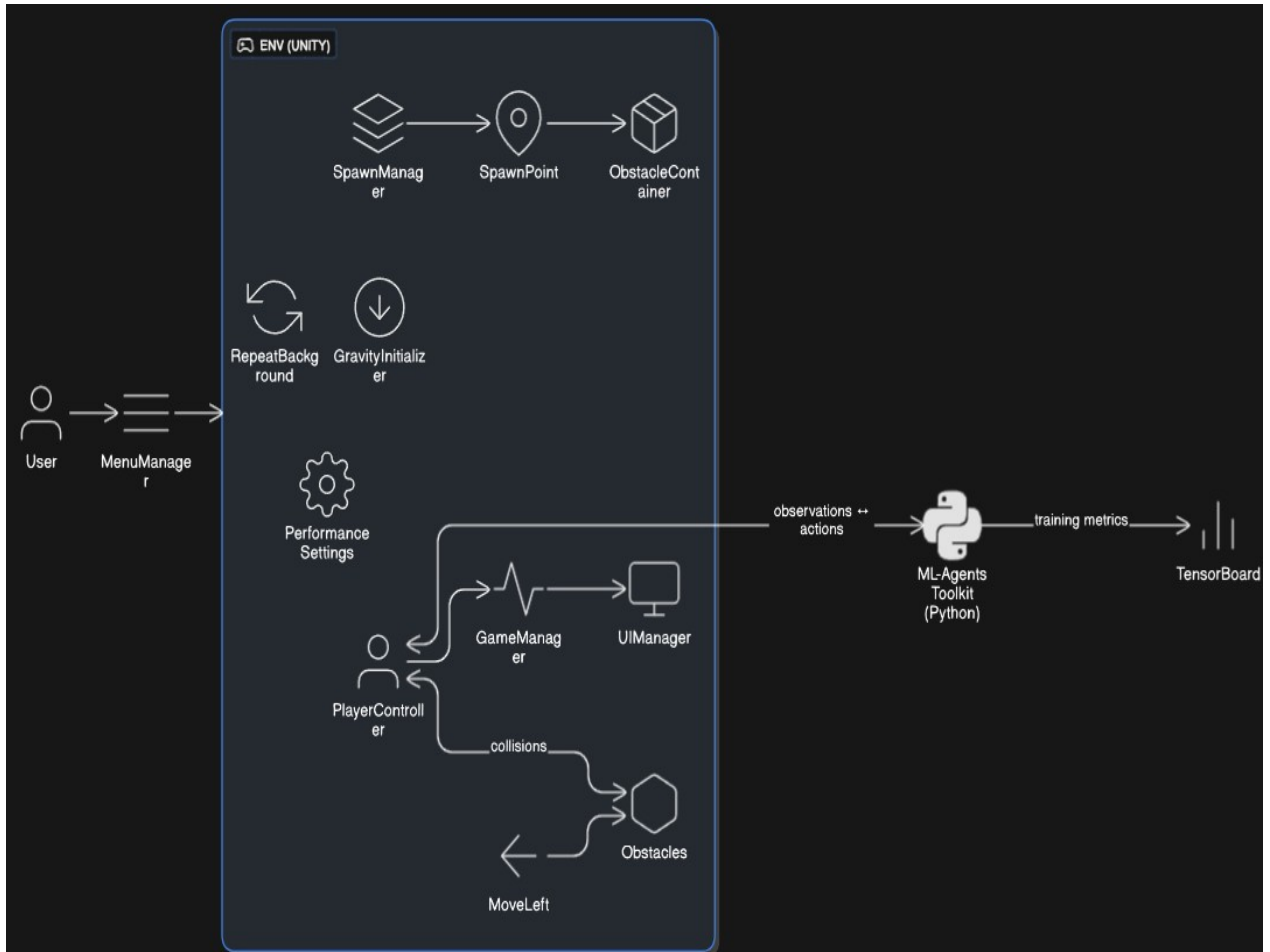 ENV (UNITY)
SpawnManag
er
SpawnPoint
ObstacleCont
ainer
RepeatBackg
round
GravityInitializ
er
User
MenuManage
r
Performance
Settings
observations ↔
actions
training metrics
ML-Agents
Toolkit
(Python)
TensorBoard
GameManag
er
UIManager
PlayerControll
er
collisions
Obstacles
MoveLeft